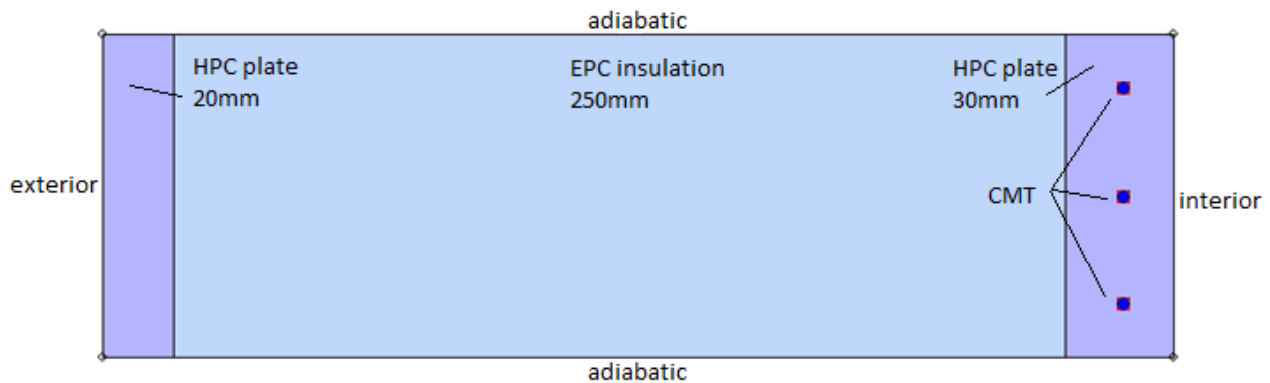 adiabatic
HPC plate
20mm
EPC insulation
250mm
HPC plate
30mm
exterior
CMT
interior
adiabatic